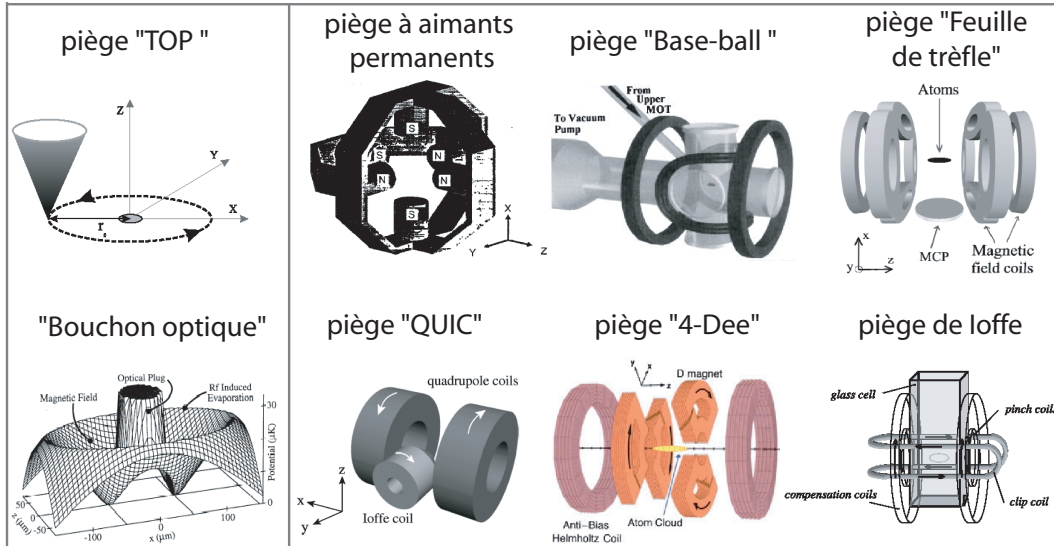 piège "TOP "
Z
Y
X
r
s
piège à aimants
permanents
S
S
N
N
N
N
S
X
Y
Z
piège "Base-ball "
From
Upper
MOT
To Vacuum
Pump
piège "Feuille
de trèfle"
Atoms
x
y
z
MCP
Magnetic
field coils
"Bouchon optique"
Optical Plug
Magnetic Field
Rf Induced
Evaporation
30
Potential (µK)
0
50
0
-50
z (µm)
-100
0
100
x (µm)
piège "QUIC"
quadrupole coils
z
x
y
Ioffe coil
piège "4-Dee"
y
x
z
D magnet
Anti-Bias
Helmholtz Coil
Atom Cloud
piège de Ioffe
glass cell
pinch coils
compensation coils
clip coil